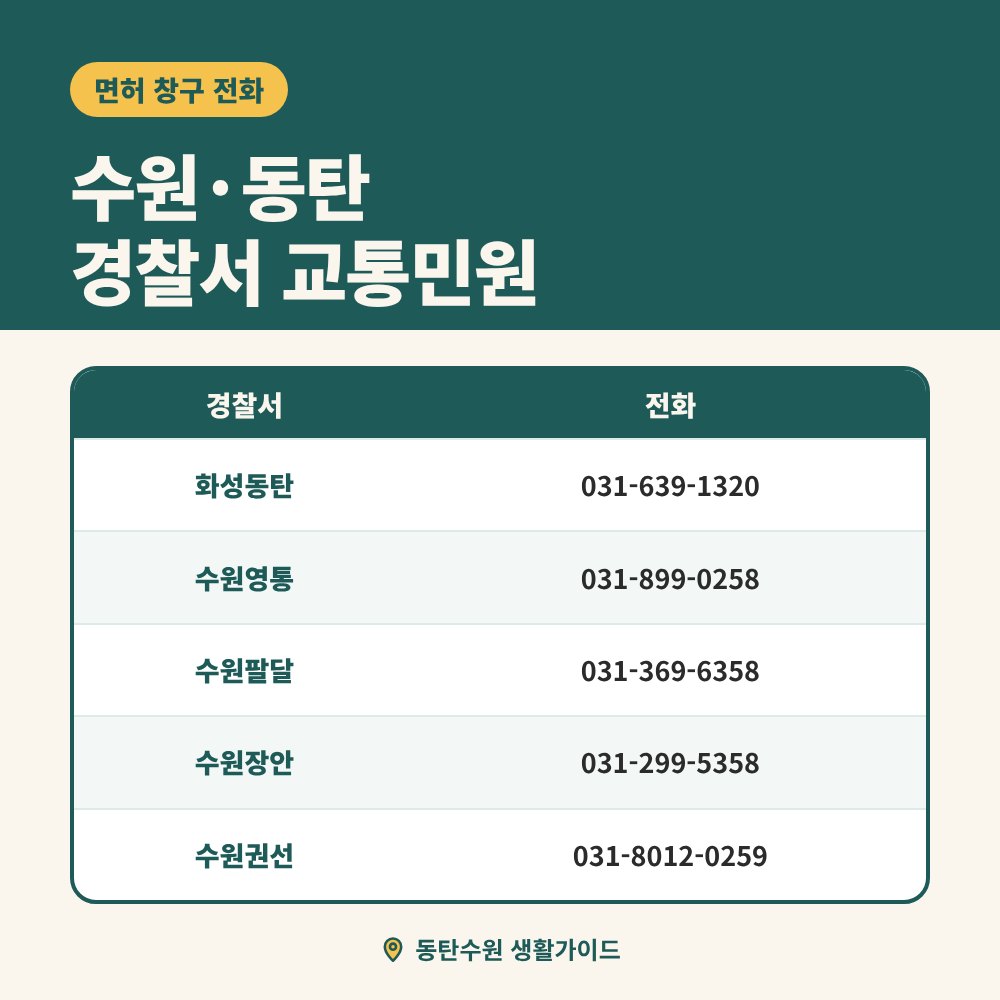 면허 창구 전화
수원·동탄
경찰서 교통민원
경찰서 전화
화성동탄 031-639-1320
수원영통 031-899-0258
수원팔달 031-369-6358
수원장안 031-299-5358
수원권선 031-8012-0259
동탄수원 생활가이드